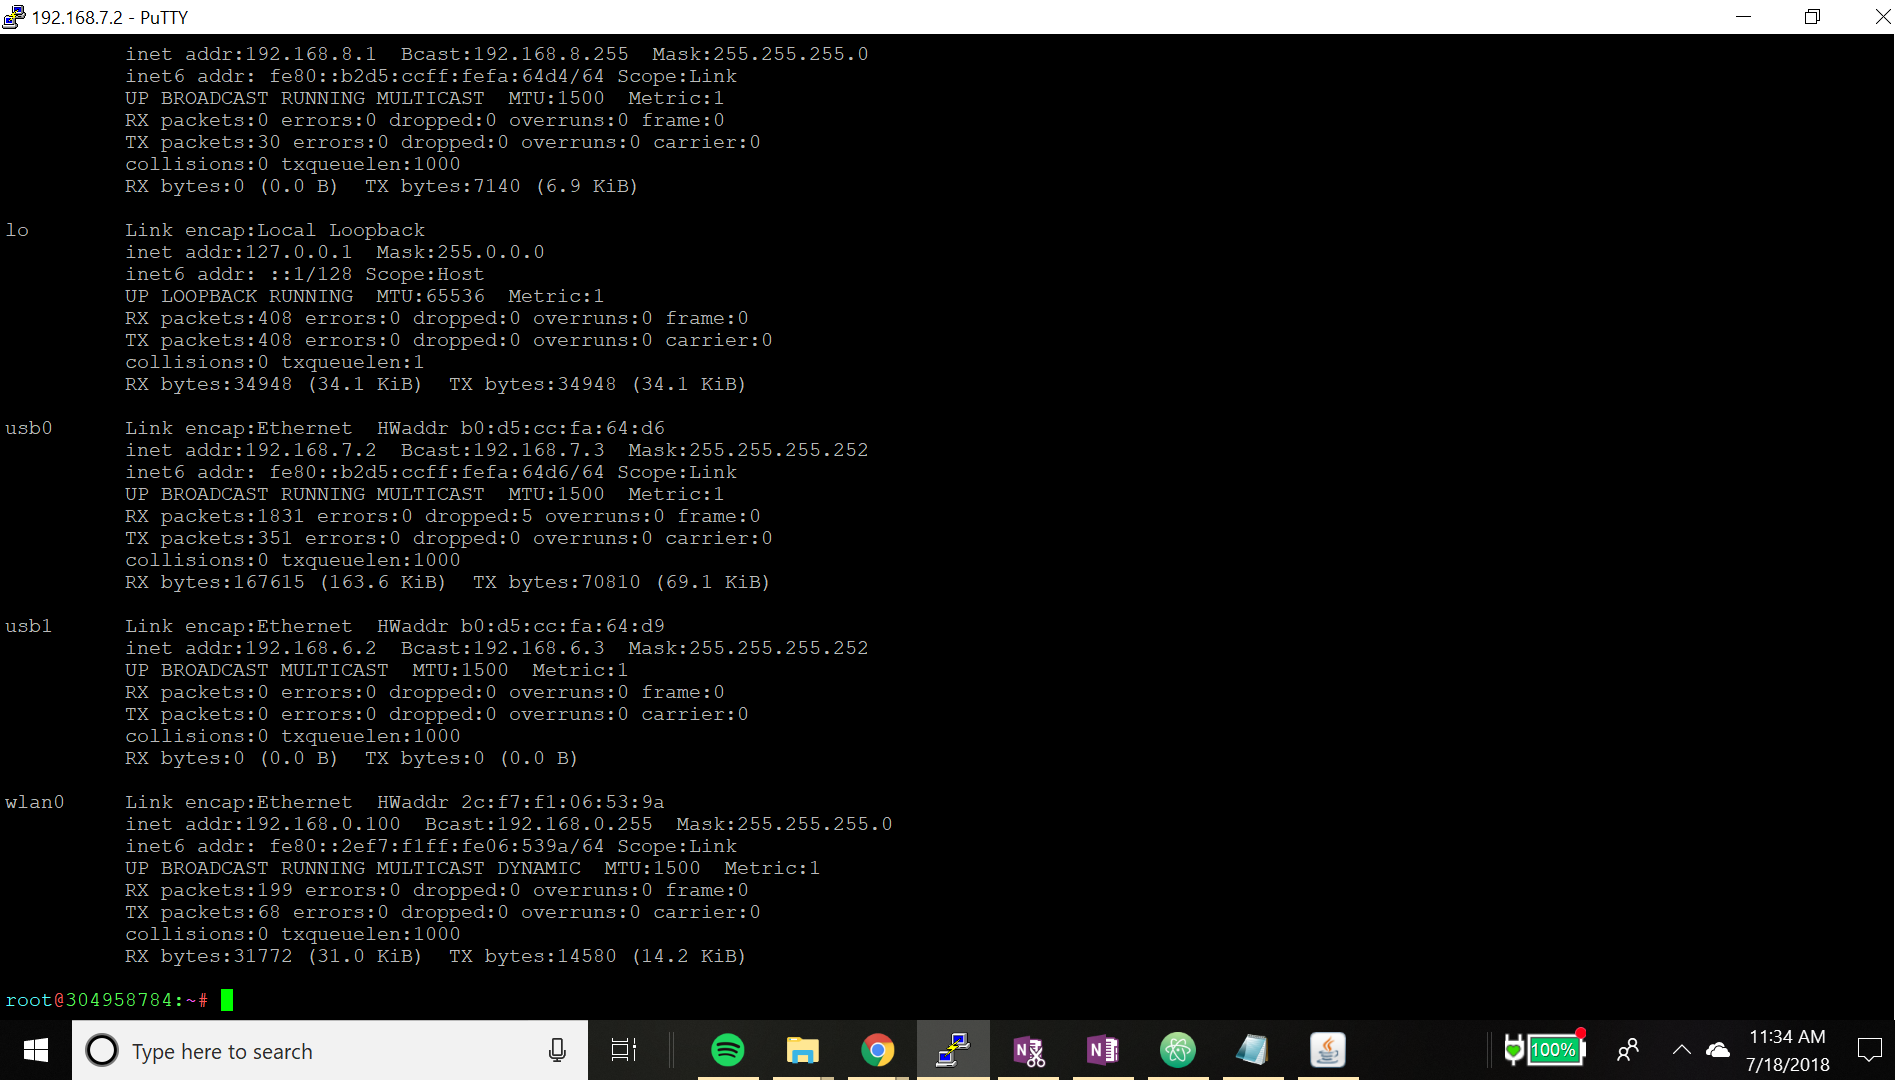 192.168.7.2 - PuTTY
inet addr:192.168.8.1  Bcast:192.168.8.255  Mask:255.255.255.0
inet6 addr: fe80::b2d5:ccff:fefa:64d4/64 Scope:Link
UP BROADCAST RUNNING MULTICAST  MTU:1500  Metric:1
RX packets:0 errors:0 dropped:0 overruns:0 frame:0
TX packets:30 errors:0 dropped:0 overruns:0 carrier:0
collisions:0 txqueuelen:1000
RX bytes:0 (0.0 B)  TX bytes:7140 (6.9 KiB)
lo        Link encap:Local Loopback
inet addr:127.0.0.1  Mask:255.0.0.0
inet6 addr: ::1/128 Scope:Host
UP LOOPBACK RUNNING  MTU:65536  Metric:1
RX packets:408 errors:0 dropped:0 overruns:0 frame:0
TX packets:408 errors:0 dropped:0 overruns:0 carrier:0
collisions:0 txqueuelen:1
RX bytes:34948 (34.1 KiB)  TX bytes:34948 (34.1 KiB)
usb0      Link encap:Ethernet  HWaddr b0:d5:cc:fa:64:d6
inet addr:192.168.7.2  Bcast:192.168.7.3  Mask:255.255.255.252
inet6 addr: fe80::b2d5:ccff:fefa:64d6/64 Scope:Link
UP BROADCAST RUNNING MULTICAST  MTU:1500  Metric:1
RX packets:1831 errors:0 dropped:5 overruns:0 frame:0
TX packets:351 errors:0 dropped:0 overruns:0 carrier:0
collisions:0 txqueuelen:1000
RX bytes:167615 (163.6 KiB)  TX bytes:70810 (69.1 KiB)
usb1      Link encap:Ethernet  HWaddr b0:d5:cc:fa:64:d9
inet addr:192.168.6.2  Bcast:192.168.6.3  Mask:255.255.255.252
UP BROADCAST MULTICAST  MTU:1500  Metric:1
RX packets:0 errors:0 dropped:0 overruns:0 frame:0
TX packets:0 errors:0 dropped:0 overruns:0 carrier:0
collisions:0 txqueuelen:1000
RX bytes:0 (0.0 B)  TX bytes:0 (0.0 B)
wlan0     Link encap:Ethernet  HWaddr 2c:f7:f1:06:53:9a
inet addr:192.168.0.100  Bcast:192.168.0.255  Mask:255.255.255.0
inet6 addr: fe80::2ef7:f1ff:fe06:539a/64 Scope:Link
UP BROADCAST RUNNING MULTICAST DYNAMIC  MTU:1500  Metric:1
RX packets:199 errors:0 dropped:0 overruns:0 frame:0
TX packets:68 errors:0 dropped:0 overruns:0 carrier:0
collisions:0 txqueuelen:1000
RX bytes:31772 (31.0 KiB)  TX bytes:14580 (14.2 KiB)
root@304958784:~#
Type here to search
N
N
100%
11:34 AM
7/18/2018